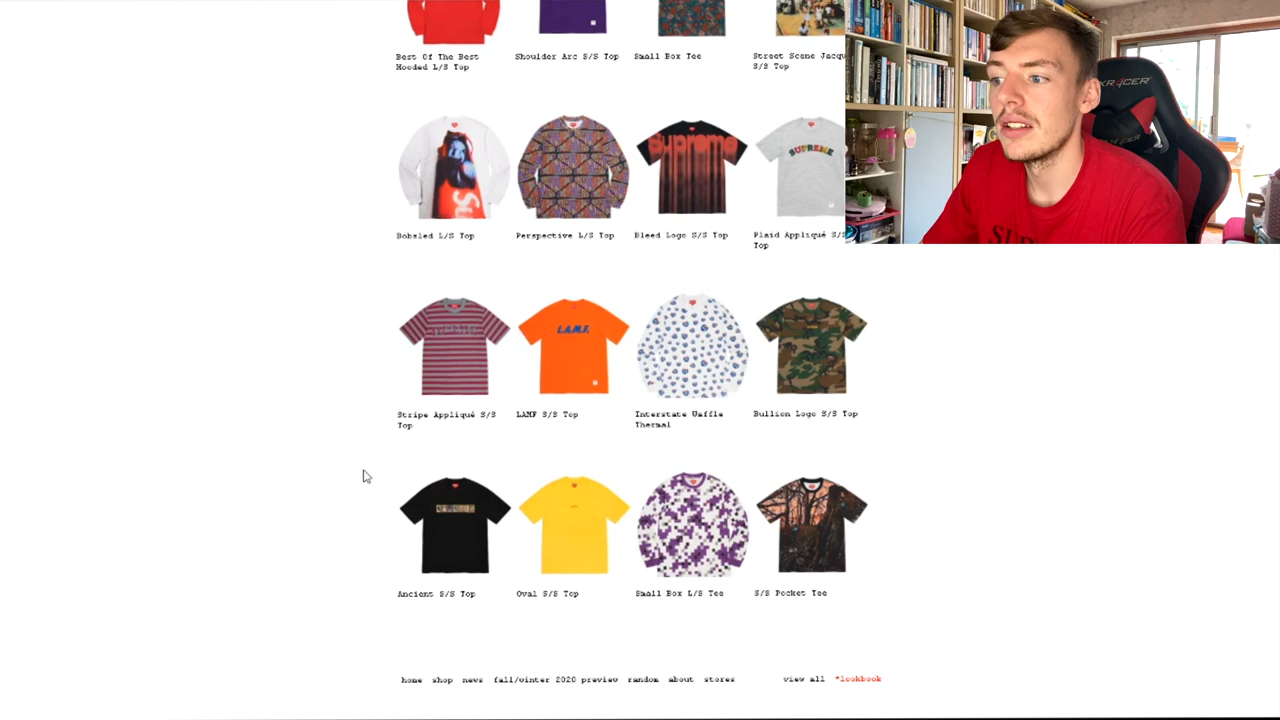 Best Of The Best
Hooded L/S Top
Shoulder Arc S/S Top
Small Box Tee
Street Scene Jacqu
S/S Top
Supreme
SUPREME
XRACER
Bobsled L/S Top
Perspective L/S Top
Bleed Logo S/S Top
Plaid Appliqué S/S
Top
L.A.M.F.
Stripe Appliqué S/S
Top
LAMF S/S Top
Interstate Waffle
Thermal
Bullion Logo S/S Top
Ancient S/S Top
Oval S/S Top
Small Box L/S Tee
S/S Pocket Tee
home shop news fall/winter 2020 preview random about stores view all *lookbook